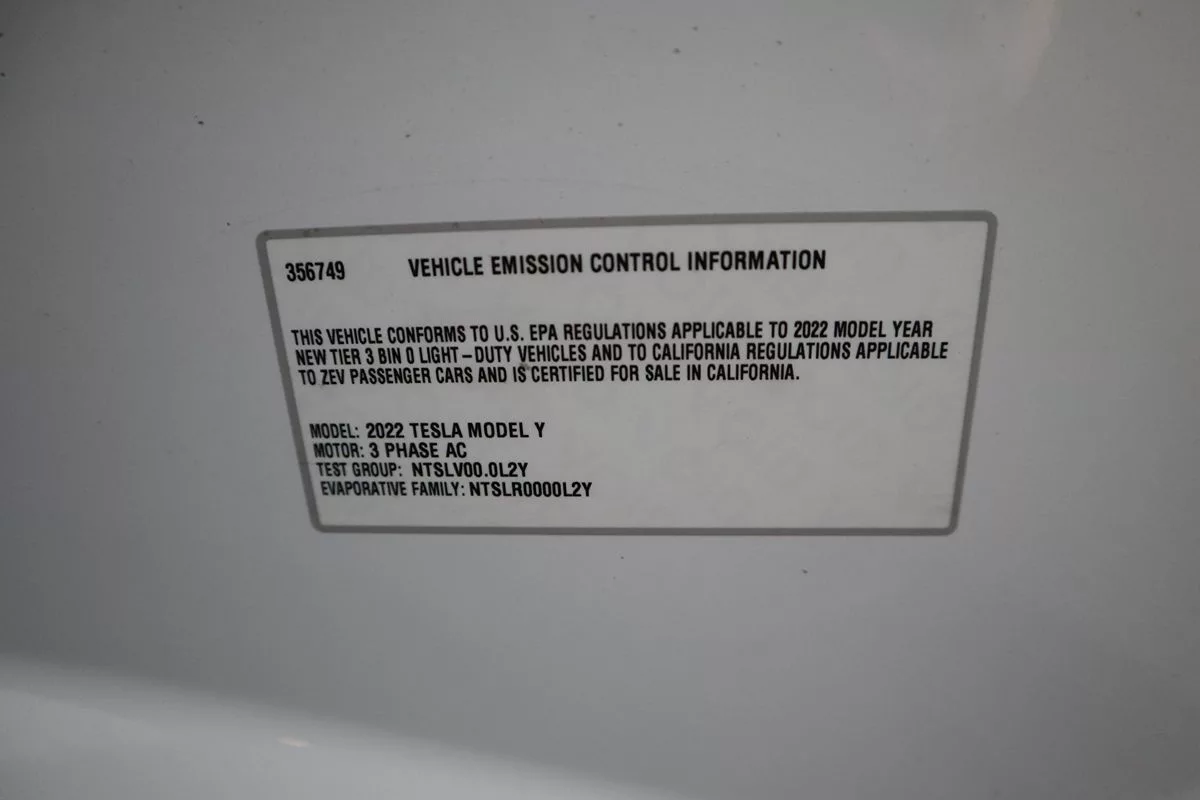 356749 VEHICLE EMISSION CONTROL INFORMATION
THIS VEHICLE CONFORMS TO U.S. EPA REGULATIONS APPLICABLE TO 2022 MODEL YEAR
NEW TIER 3 BIN 0 LIGHT-DUTY VEHICLES AND TO CALIFORNIA REGULATIONS APPLICABLE
TO ZEV PASSENGER CARS AND IS CERTIFIED FOR SALE IN CALIFORNIA.
MODEL: 2022 TESLA MODEL Y
MOTOR: 3 PHASE AC
TEST GROUP: NTSLV00.0L2Y
EVAPORATIVE FAMILY: NTSLR0000L2Y